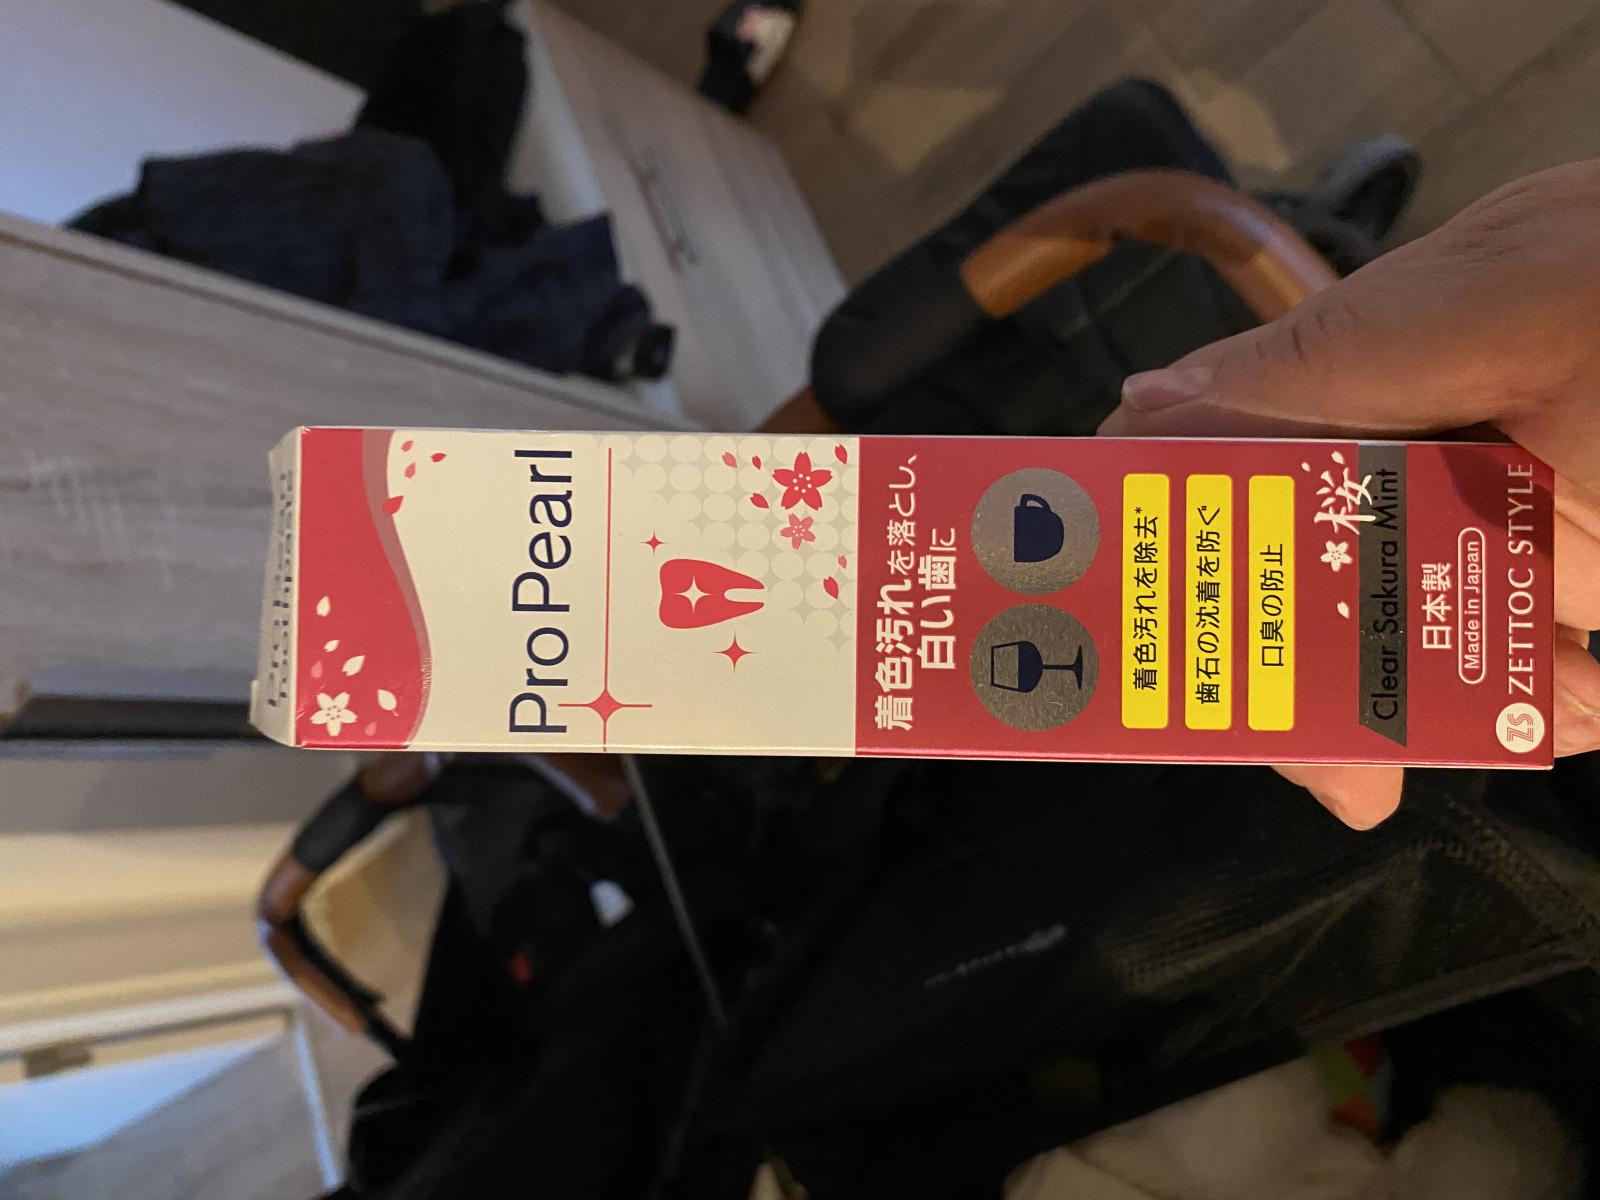 ProPearl
着色汚れを落とし、
白い歯に
着色汚れを除去*
歯石の沈着を防ぐ
口臭の防止
桜
Clear Sakura Mint
日本製
Made in Japan
ZS ZETTOC STYLE